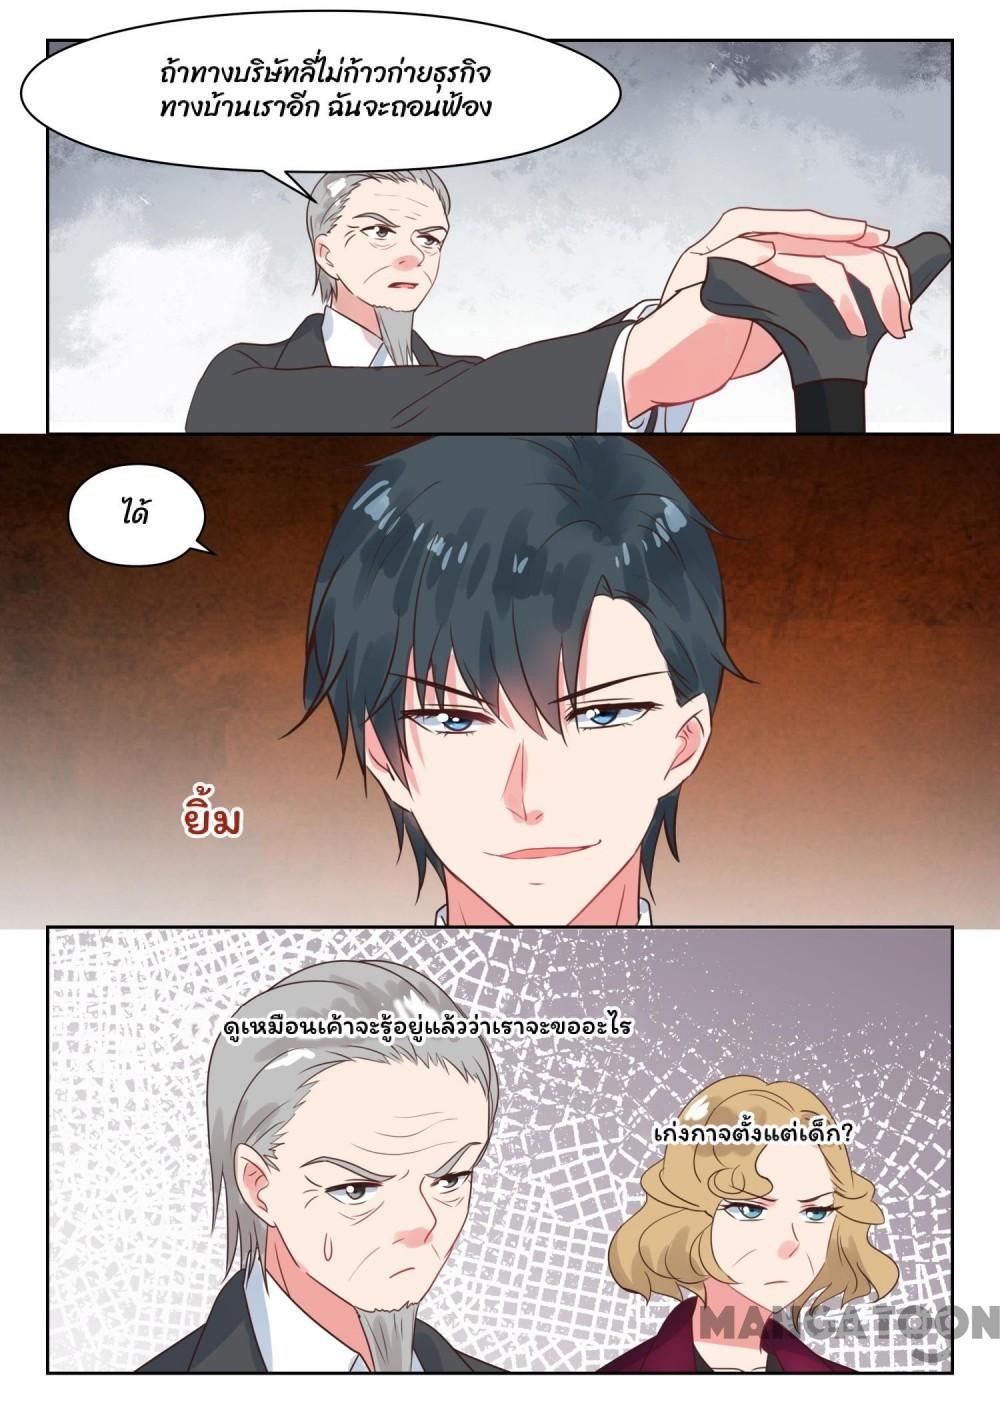 ถ้าทางบริษัทลี่ไม่ก้าวก่ายธุรกิจ
ทางบ้านเราอีก ฉันจะถอนฟ้อง
ได้
ยิ้ม
ดูเหมือนเค้าจะรู้อยู่แล้วว่าเราจะขออะไร
เก่งกาจตั้งแต่เด็ก?
MANGATOON